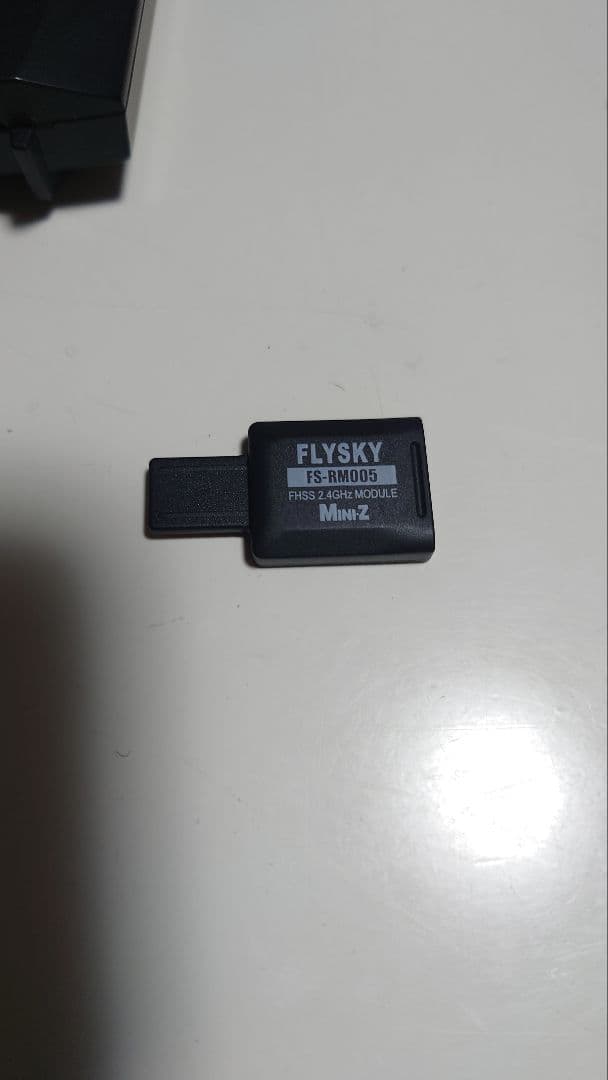 FLYSKY
FS-RM005
FHSS 2.4GHz MODULE
MINI-Z